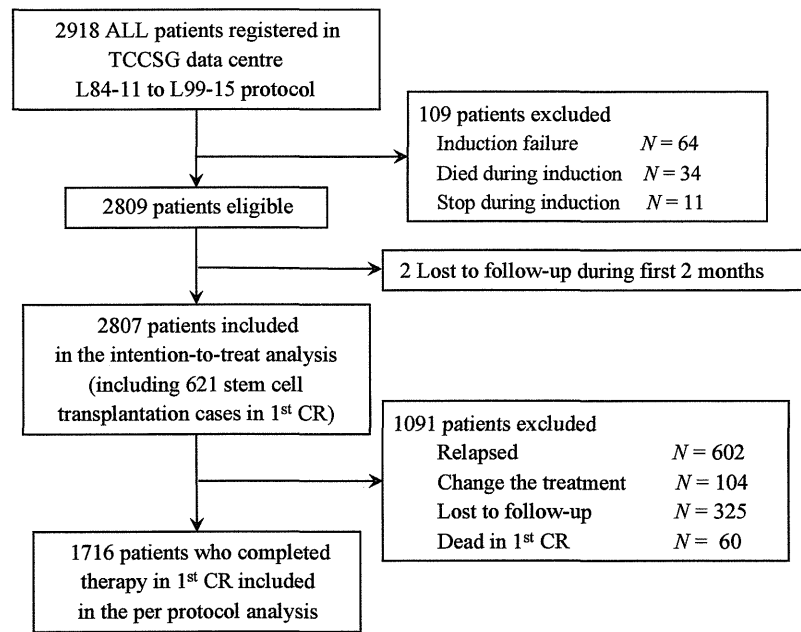 2918 ALL patients registered in
TCCSG data centre
L84-11 to L99-15 protocol
109 patients excluded
Induction failure N = 64
Died during induction N = 34
Stop during induction N = 11
2809 patients eligible
2 Lost to follow-up during first 2 months
2807 patients included
in the intention-to-treat analysis
(including 621 stem cell
transplantation cases in 1st CR)
1091 patients excluded
Relapsed N = 602
Change the treatment N = 104
Lost to follow-up N = 325
Dead in 1st CR N = 60
1716 patients who completed
therapy in 1st CR included
in the per protocol analysis